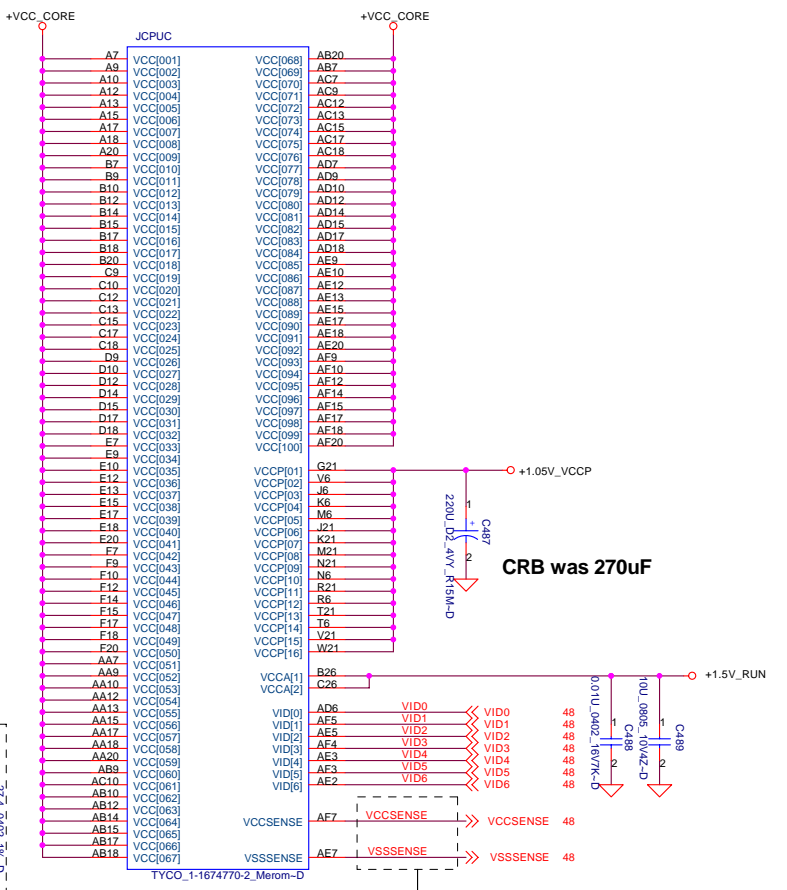 +VCC_CORE +VCC_CORE
JCPUC
A7 VCC[001] VCC[068] AB20
A9 VCC[002] VCC[069] AB7
A10 VCC[003] VCC[070] AC7
A12 VCC[004] VCC[071] AC9
A13 VCC[005] VCC[072] AC12
A15 VCC[006] VCC[073] AC13
A17 VCC[007] VCC[074] AC15
A18 VCC[008] VCC[075] AC17
A20 VCC[009] VCC[076] AC18
B7 VCC[010] VCC[077] AD7
B9 VCC[011] VCC[078] AD9
B10 VCC[012] VCC[079] AD10
B12 VCC[013] VCC[080] AD12
B14 VCC[014] VCC[081] AD14
B15 VCC[015] VCC[082] AD15
B17 VCC[016] VCC[083] AD17
B18 VCC[017] VCC[084] AD18
B20 VCC[018] VCC[085] AE9
C9 VCC[019] VCC[086] AE10
C10 VCC[020] VCC[087] AE12
C12 VCC[021] VCC[088] AE13
C13 VCC[022] VCC[089] AE15
C15 VCC[023] VCC[090] AE17
C17 VCC[024] VCC[091] AE18
C18 VCC[025] VCC[092] AE20
D9 VCC[026] VCC[093] AF9
D10 VCC[027] VCC[094] AF10
D12 VCC[028] VCC[095] AF12
D14 VCC[029] VCC[096] AF14
D15 VCC[030] VCC[097] AF15
D17 VCC[031] VCC[098] AF17
D18 VCC[032] VCC[099] AF18
E7 VCC[033] VCC[100] AF20
E9 VCC[034]
E10 VCC[035] VCCP[01] G21 +1.05V_VCCP
E12 VCC[036] VCCP[02] V6
E13 VCC[037] VCCP[03] J6
E15 VCC[038] VCCP[04] K6
E17 VCC[039] VCCP[05] M6
E18 VCC[040] VCCP[06] J21
E20 VCC[041] VCCP[07] K21
F7 VCC[042] VCCP[08] M21
F9 VCC[043] VCCP[09] N21
F10 VCC[044] VCCP[10] N6
F12 VCC[045] VCCP[11] R21
F14 VCC[046] VCCP[12] R6
F15 VCC[047] VCCP[13] T21
F17 VCC[048] VCCP[14] T6
F18 VCC[049] VCCP[15] V21
F20 VCC[050] VCCP[16] W21
1
+
2
C487
220U_D2_4VY_R15M~D
CRB was 270uF
AA7 VCC[051]
AA9 VCC[052] VCCA[1] B26 +1.5V_RUN
AA10 VCC[053] VCCA[2] C26
AA12 VCC[054]
AA13 VCC[055] VID[0] AD6 VID0 VID0 48
AA15 VCC[056] VID[1] AF5 VID1 VID1 48
AA17 VCC[057] VID[2] AE5 VID2 VID2 48
AA18 VCC[058] VID[3] AF4 VID3 VID3 48
AA20 VCC[059] VID[4] AE3 VID4 VID4 48
AB9 VCC[060] VID[5] AF3 VID5 VID5 48
AC10 VCC[061] VID[6] AE2 VID6 VID6 48
AB10 VCC[062]
AB12 VCC[063]
AB14 VCC[064] VCCSENSE AF7 VCCSENSE VCCSENSE 48
AB15 VCC[065]
AB17 VCC[066]
AB18 VCC[067] VSSSENSE AE7 VSSSENSE VSSSENSE 48
TYCO_1-1674770-2_Merom~D
1
2
C488
0.01U_0402_16V7K~D
1
2
C489
10U_0805_10V4Z~D